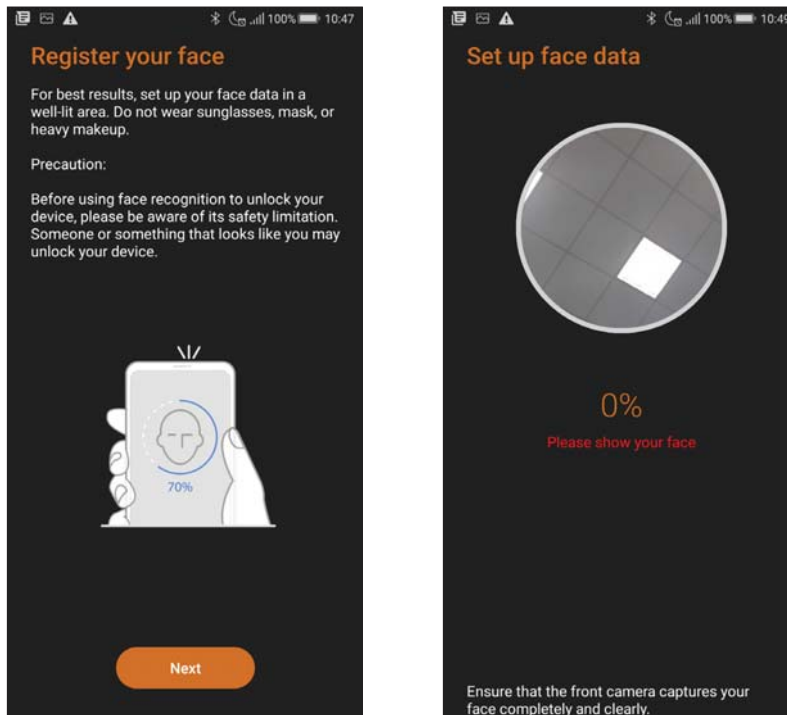 100% 10:47
Register your face
For best results, set up your face data in a
well-lit area. Do not wear sunglasses, mask, or
heavy makeup.
Precaution:
Before using face recognition to unlock your
device, please be aware of its safety limitation.
Someone or something that looks like you may
unlock your device.
70%
Next
100% 10:49
Set up face data
0%
Please show your face
Ensure that the front camera captures your
face completely and clearly.